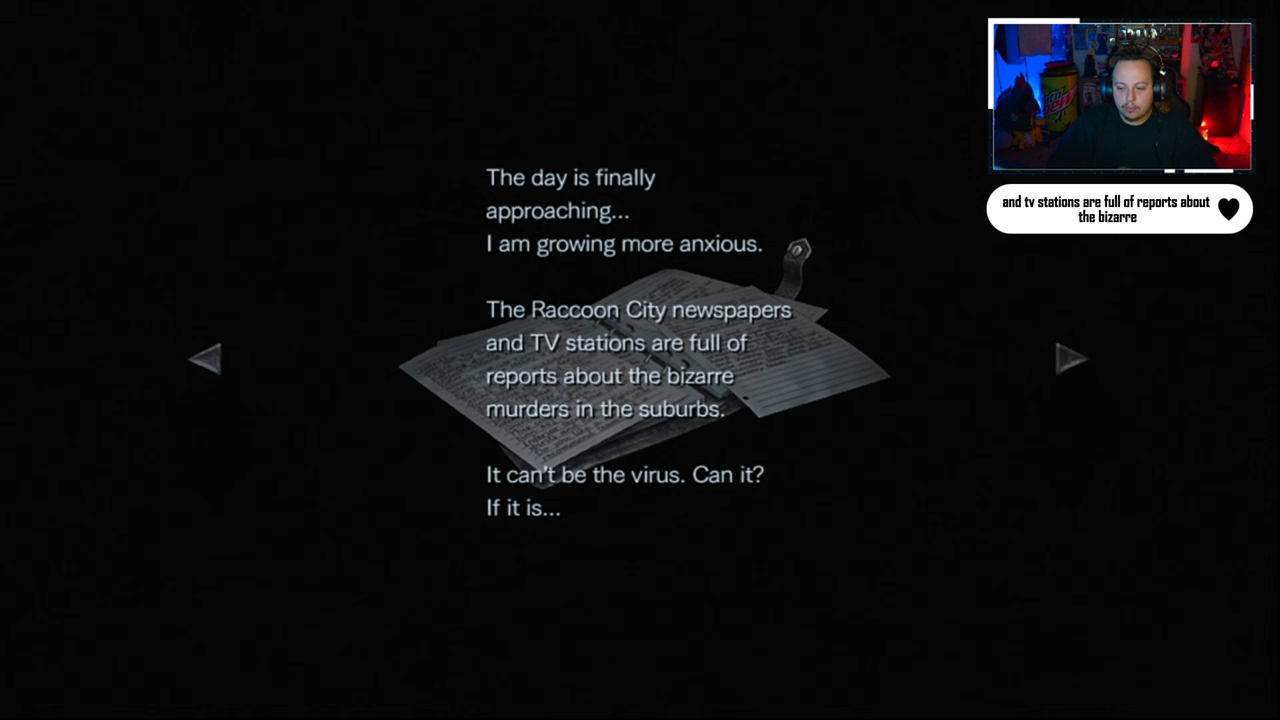 The day is finally
approaching...
I am growing more anxious.
The Raccoon City newspapers
and TV stations are full of
reports about the bizarre
murders in the suburbs.
It can't be the virus. Can it?
If it is...
and tv stations are full of reports about
the bizarre